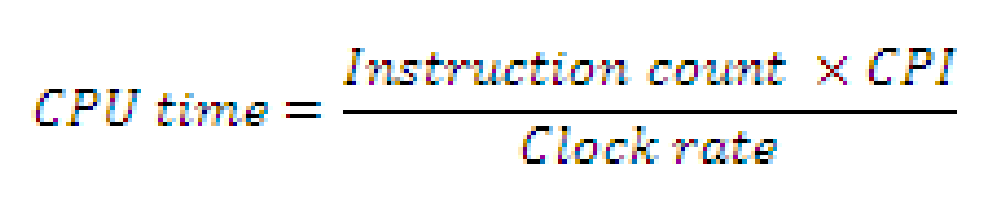 CPU time = Instruction count × CPI
Clock rate